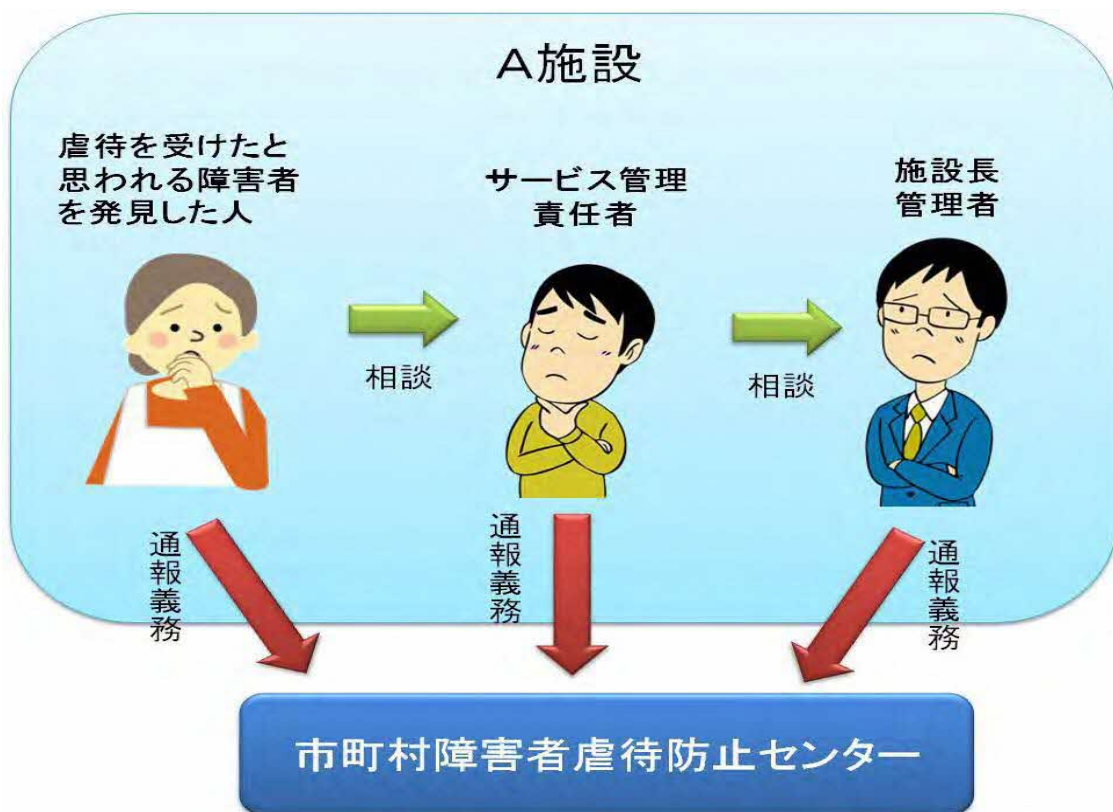 A施設
虐待を受けたと
思われる障害者
を発見した人
サービス管理
責任者
施設長
管理者
相談
相談
通報義務
通報義務
通報義務
市町村障害者虐待防止センター